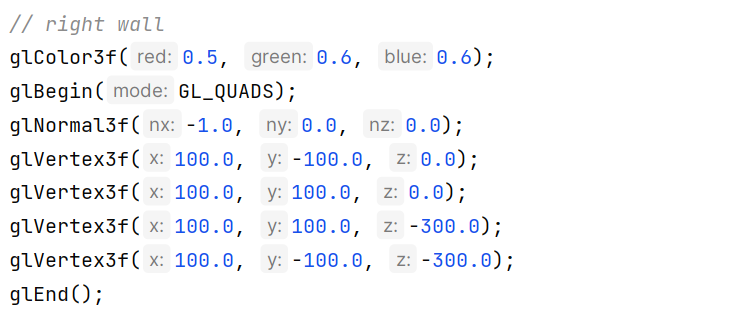 // right wall
glColor3f( red: 0.5, green: 0.6, blue: 0.6);
glBegin( mode: GL_QUADS);
glNormal3f( nx: -1.0, ny: 0.0, nz: 0.0);
glVertex3f( x: 100.0, y: -100.0, z: 0.0);
glVertex3f( x: 100.0, y: 100.0, z: 0.0);
glVertex3f( x: 100.0, y: 100.0, z: -300.0);
glVertex3f( x: 100.0, y: -100.0, z: -300.0);
glEnd();